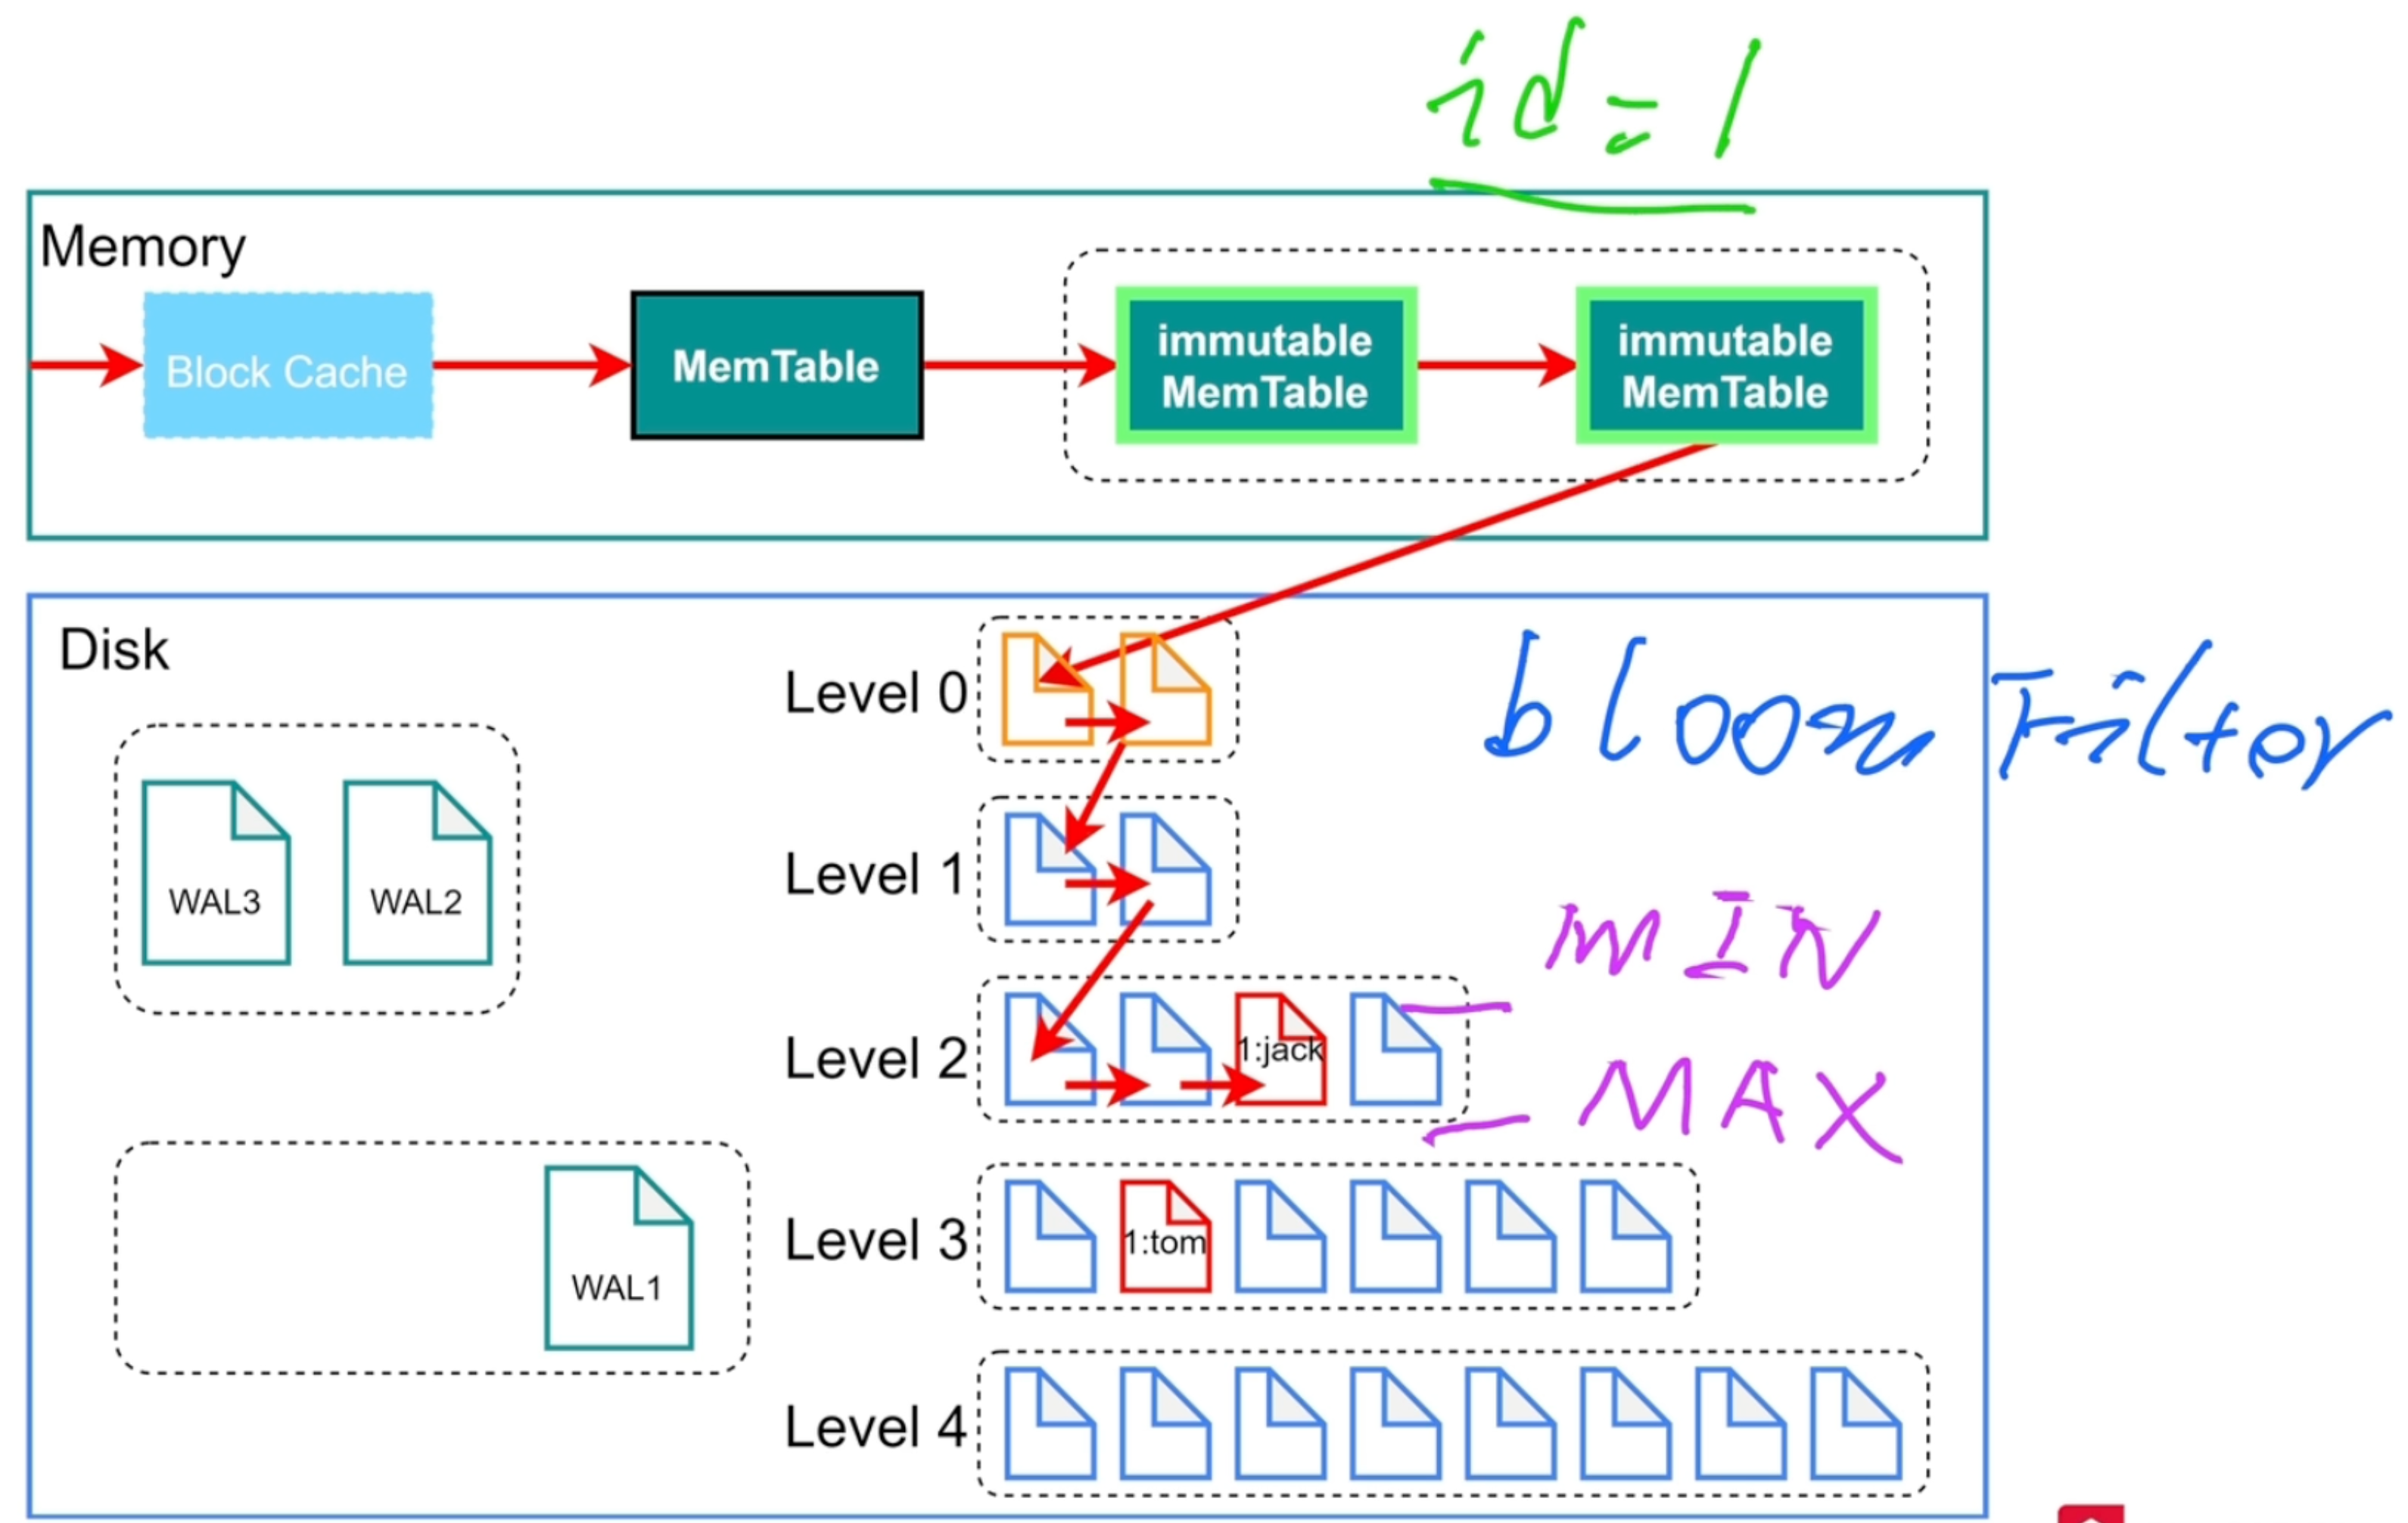 id=1
Memory
Block Cache
MemTable
immutable
MemTable
immutable
MemTable
Disk
Level 0
bloom Filter
WAL3
WAL2
Level 1
MIN
Level 2
1:jack
MAX
WAL1
Level 3
1:tom
Level 4